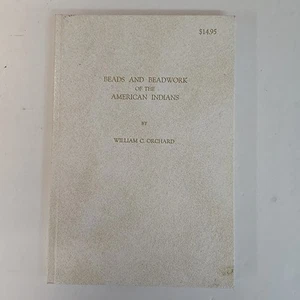 $14.95
BEADS AND BEADWORK
OF THE
AMERICAN INDIANS
BY
WILLIAM C. ORCHARD